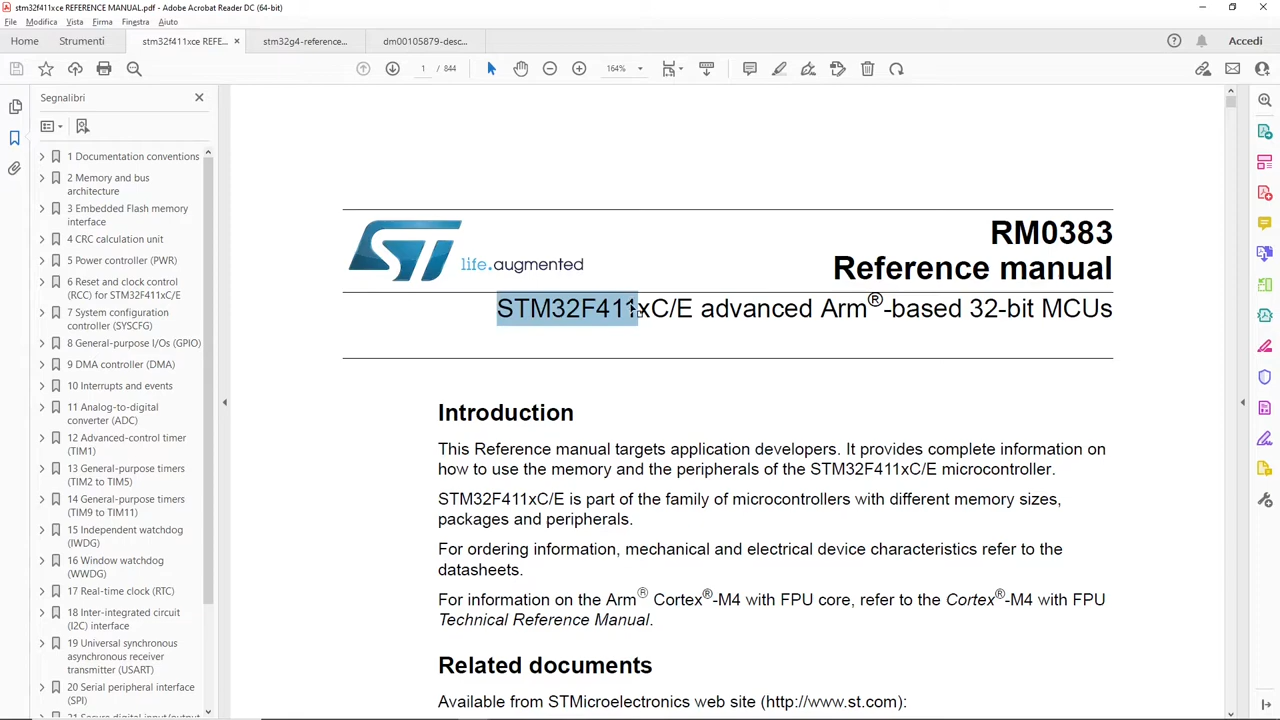 stm32f411xce REFERENCE MANUAL.pdf - Adobe Acrobat Reader DC (64-bit)
File Modifica Vista Firma Finestra Aiuto
Home Strumenti stm32f411xce REFE... × stm32g4-reference... dm00105879-desc... Accedi
1 / 844 164%
Segnalibri
1 Documentation conventions
2 Memory and bus
architecture
3 Embedded Flash memory
interface
4 CRC calculation unit
5 Power controller (PWR)
6 Reset and clock control
(RCC) for STM32F411xC/E
7 System configuration
controller (SYSCFG)
8 General-purpose I/Os (GPIO)
9 DMA controller (DMA)
10 Interrupts and events
11 Analog-to-digital
converter (ADC)
12 Advanced-control timer
(TIM1)
13 General-purpose timers
(TIM2 to TIM5)
14 General-purpose timers
(TIM9 to TIM11)
15 Independent watchdog
(IWDG)
16 Window watchdog
(WWDG)
17 Real-time clock (RTC)
18 Inter-integrated circuit
(I2C) interface
19 Universal synchronous
asynchronous receiver
transmitter (USART)
20 Serial peripheral interface
(SPI)
ST life.augmented
RM0383
Reference manual
STM32F411xC/E advanced Arm®-based 32-bit MCUs
Introduction
This Reference manual targets application developers. It provides complete information on
how to use the memory and the peripherals of the STM32F411xC/E microcontroller.
STM32F411xC/E is part of the family of microcontrollers with different memory sizes,
packages and peripherals.
For ordering information, mechanical and electrical device characteristics refer to the
datasheets.
For information on the Arm® Cortex®-M4 with FPU core, refer to the Cortex®-M4 with FPU
Technical Reference Manual.
Related documents
Available from STMicroelectronics web site (http://www.st.com):